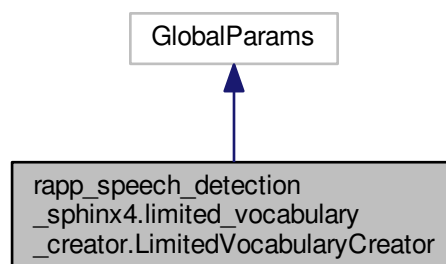 GlobalParams
rapp_speech_detection
_sphinx4.limited_vocabulary
_creator.LimitedVocabularyCreator